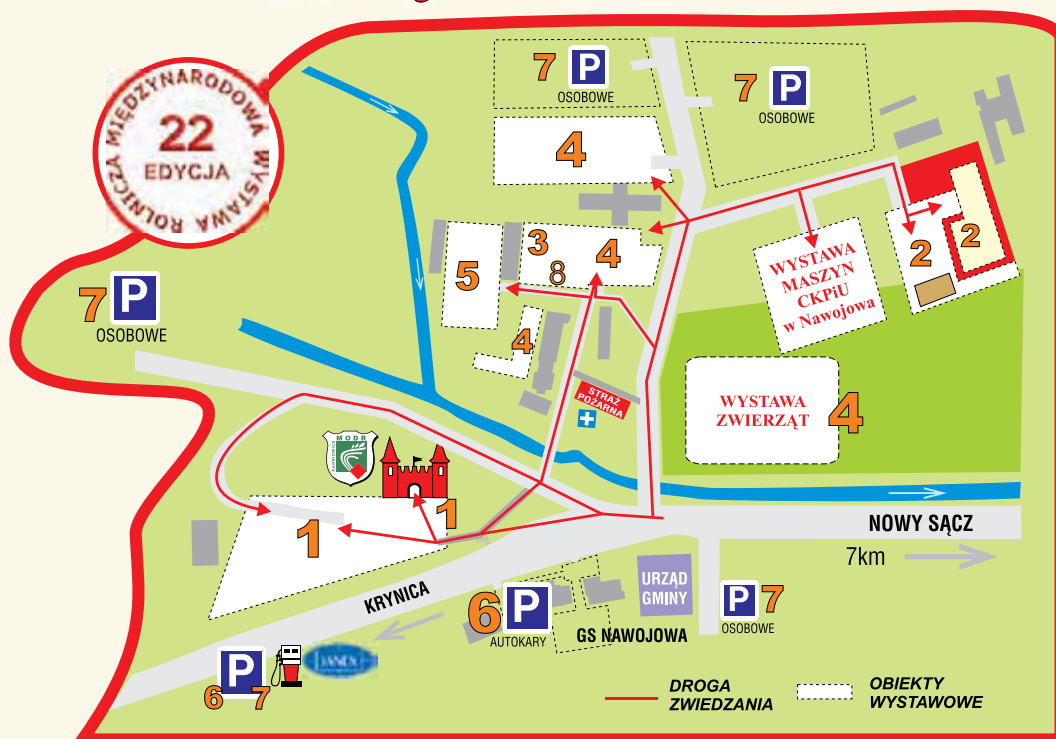 MIĘDZYNARODOWA WYSTAWA ROLNICZA
22
EDYCJA
7 P
OSOBOWE
7 P
OSOBOWE
4
3
8
4
5
4
2
2
WYSTAWA
MASZYN
CKPiU
w Nawojowa
7 P
OSOBOWE
STRAŻ
POŻARNA
WYSTAWA
ZWIERZĄT
4
MODR
1
1
NOWY SĄCZ
7km
KRYNICA
6 P
AUTOKARY
URZĄD
GMINY
GS NAWOJOWA
P 7
OSOBOWE
P
6 7
DROGA
ZWIEDZANIA
OBIEKTY
WYSTAWOWE